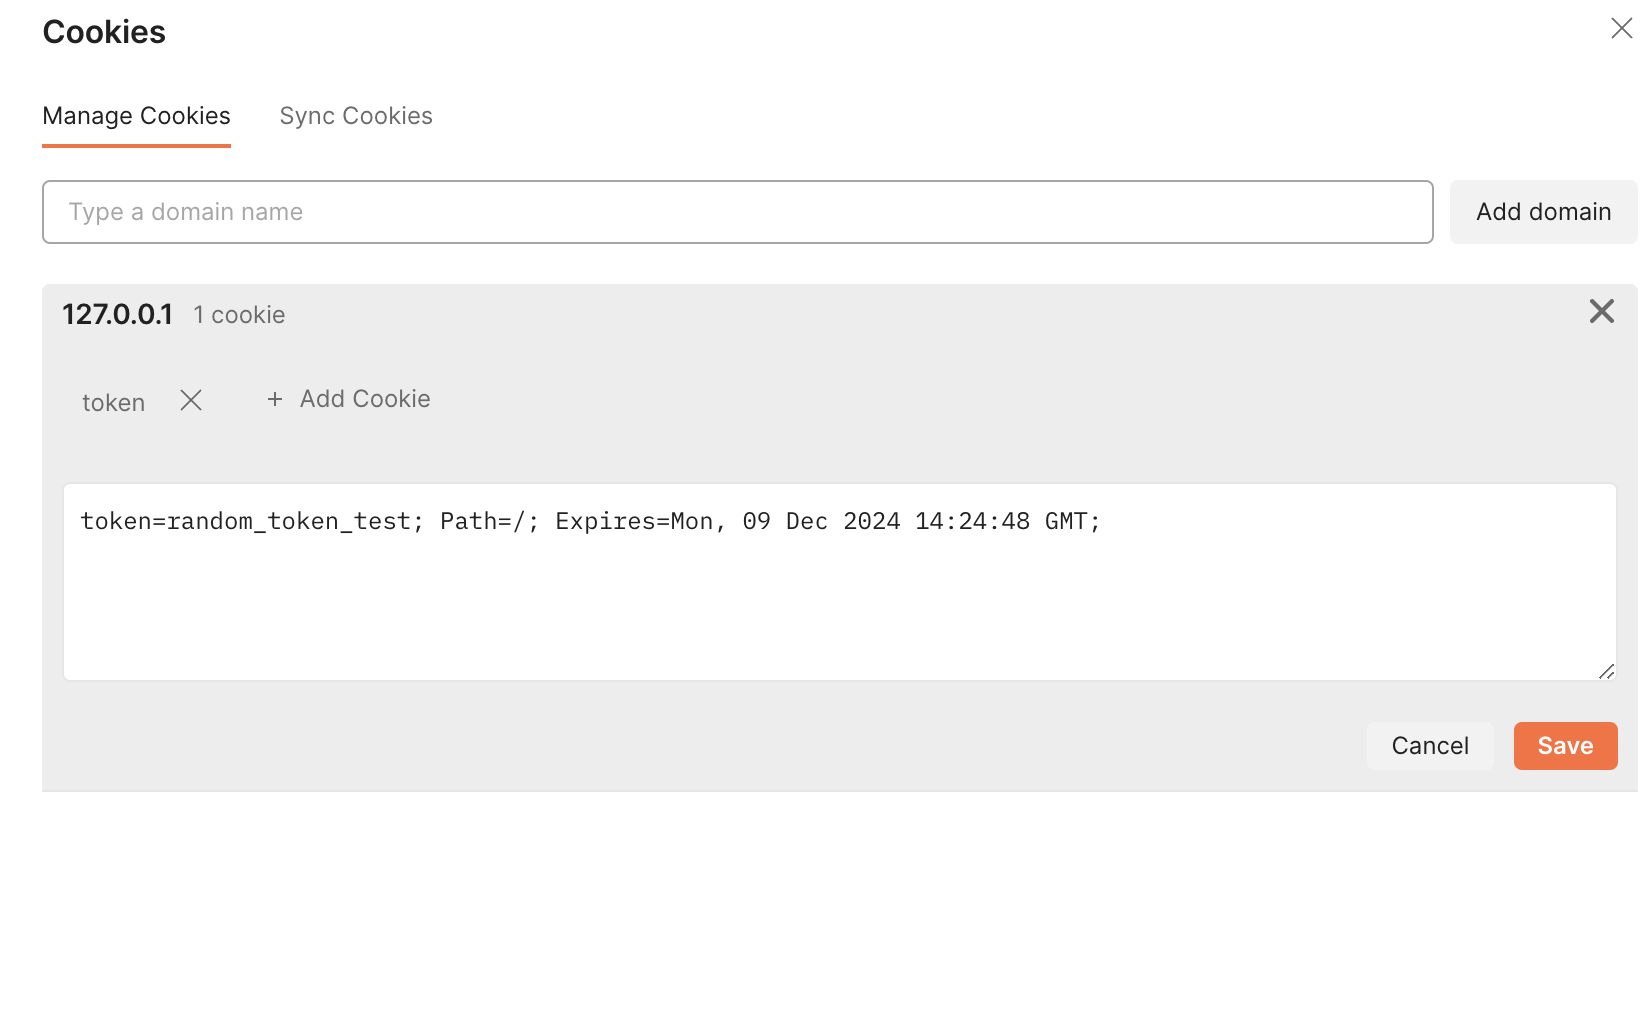 Cookies
Manage Cookies Sync Cookies
Type a domain name Add domain
127.0.0.1 1 cookie
token + Add Cookie
token=random_token_test; Path=/; Expires=Mon, 09 Dec 2024 14:24:48 GMT;
Cancel Save